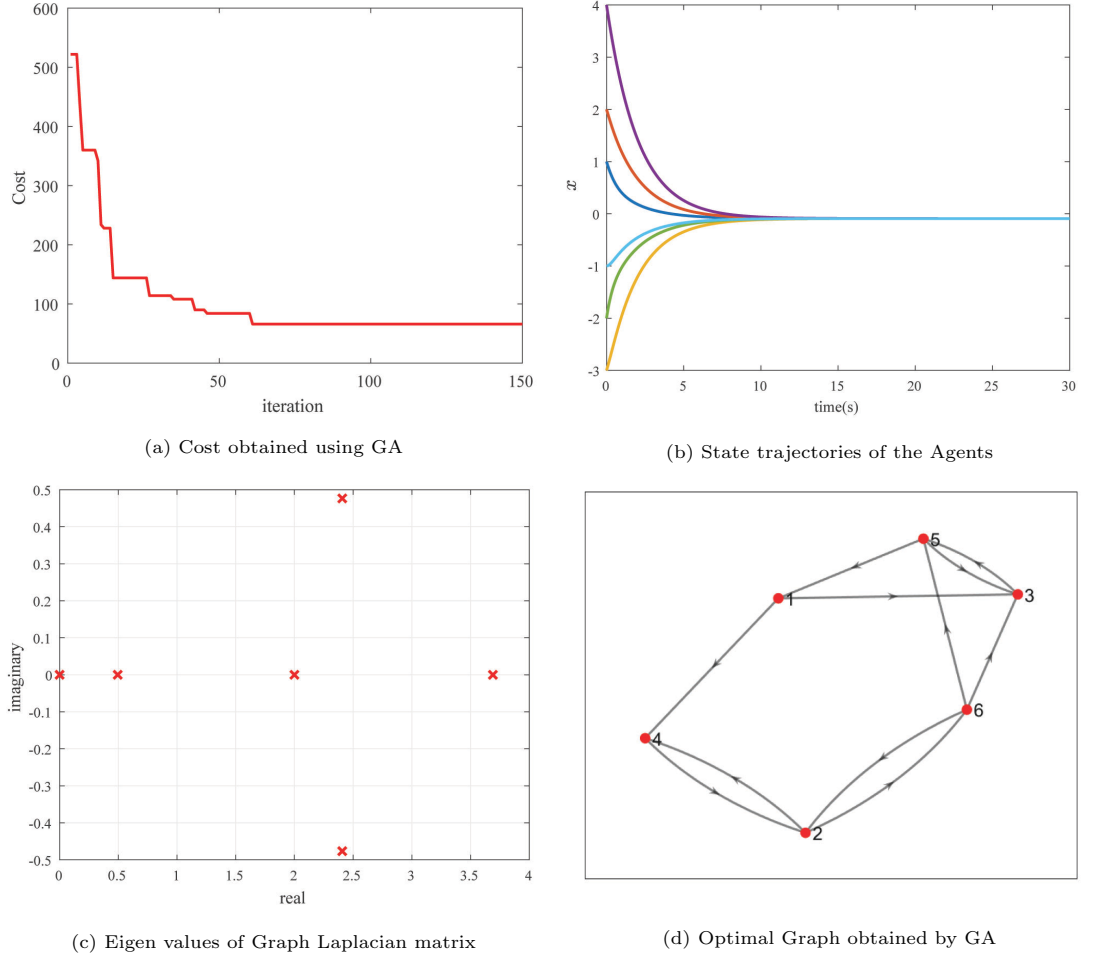 600
500
400
300
200
100
0
Cost
0 50 100 150
iteration
(a) Cost obtained using GA
4
3
2
1
0
-1
-2
-3
x
0 5 10 15 20 25 30
time(s)
(b) State trajectories of the Agents
0.5
0.4
0.3
0.2
0.1
0
-0.1
-0.2
-0.3
-0.4
-0.5
imaginary
0 0.5 1 1.5 2 2.5 3 3.5 4
real
(c) Eigen values of Graph Laplacian matrix
5
1
3
6
4
2
(d) Optimal Graph obtained by GA